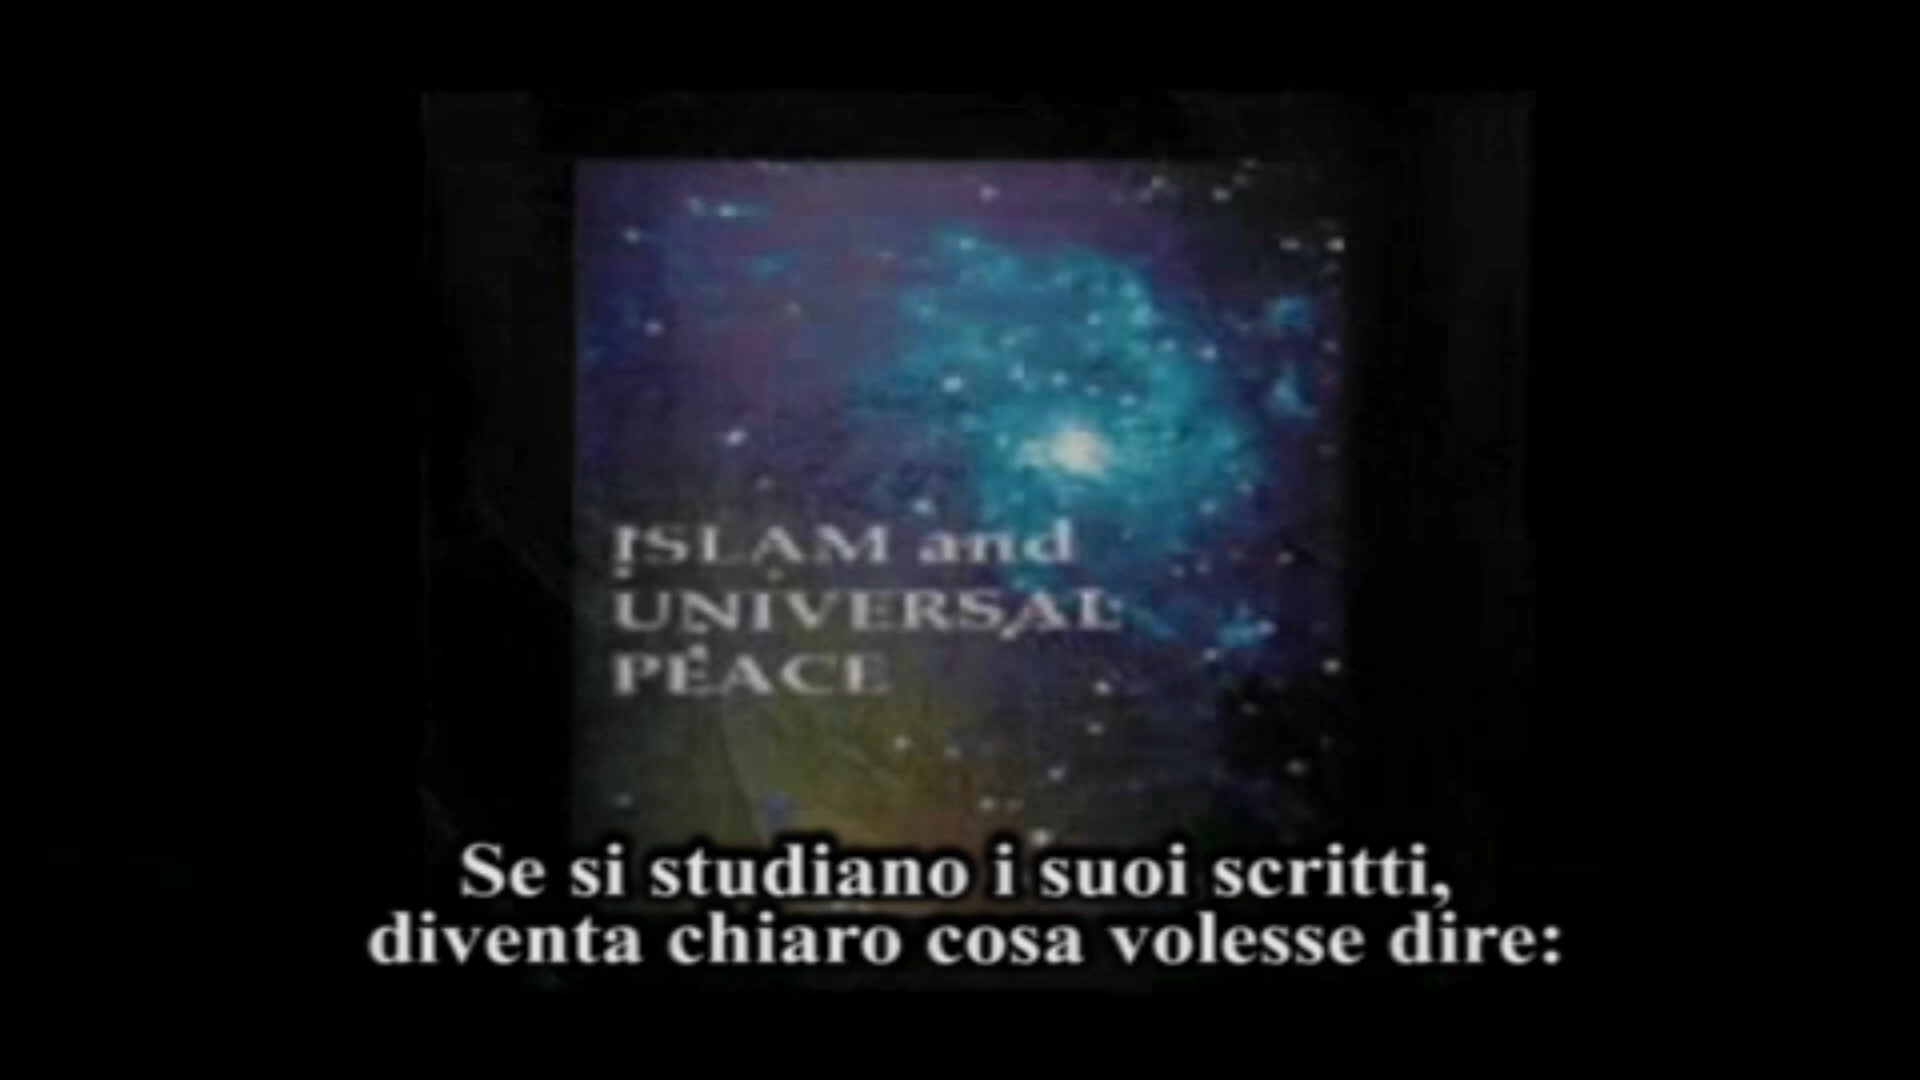 ISLAM and
UNIVERSAL
PEACE
Se si studiano i suoi scritti,
diventa chiaro cosa volesse dire: